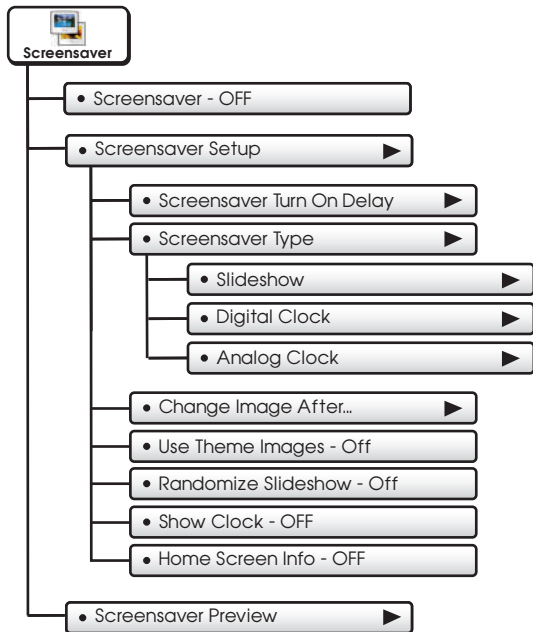 Screensaver
• Screensaver - OFF
• Screensaver Setup
• Screensaver Turn On Delay
• Screensaver Type
• Slideshow
• Digital Clock
• Analog Clock
• Change Image After...
• Use Theme Images - Off
• Randomize Slideshow - Off
• Show Clock - OFF
• Home Screen Info - OFF
• Screensaver Preview